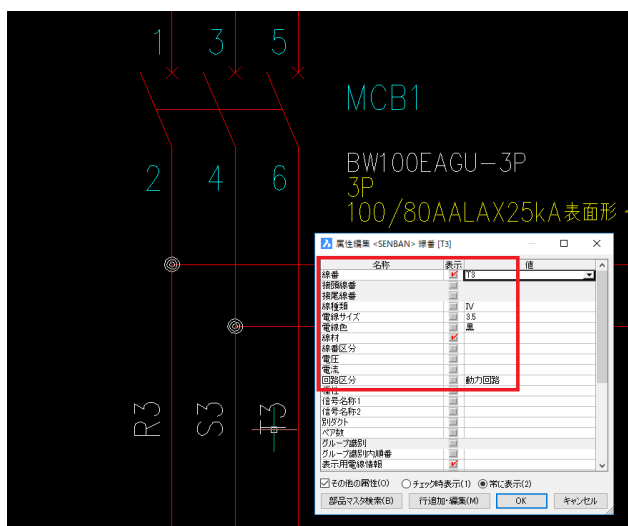 1 3 5
MCB1
2 4 6
BW100EAGU-3P
3P
100/80AALAX25kA表面形
属性編集 <SENBAN> 線番 [T3]
名称 表示 値
線番 T3
接頭線番
接尾線番
線種類 IV
電線サイズ 3.5
電線色 黒
線材
線番区分
電圧
電流
回路区分 動力回路
極性
信号名称1
信号名称2
別ダクト
ペア数
グループ識別
グループ識別内順番
表示用電線情報
その他の属性(O) チェック時表示(1) 常に表示(2)
部品マスタ検索(B) 行追加・編集(M) OK キャンセル
R3 S3 T3